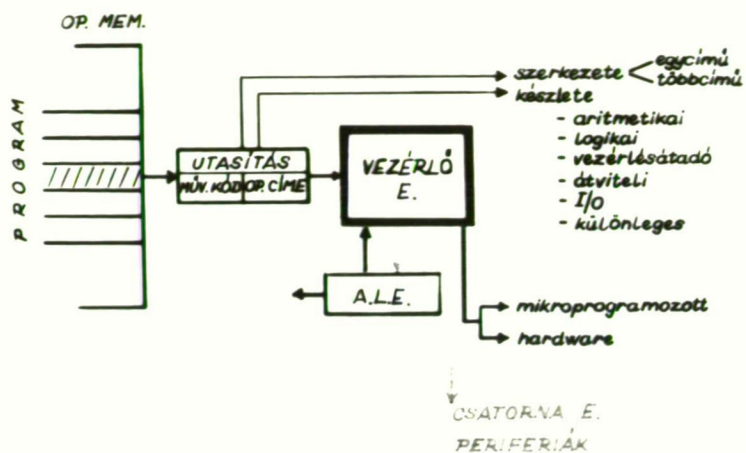 OP. MEM.
PROGRAM
UTASÍTÁS
MŰV. KÓD OP. CÍME
VEZÉRLŐ
E.
A.L.E.
szerkezete
egycímű
többcímű
készlete
- aritmetikai
- logikai
- vezérlésátadó
- átviteli
- I/O
- különleges
mikroprogramozott
hardware
CSATORNA E.
PERIFERIÁK